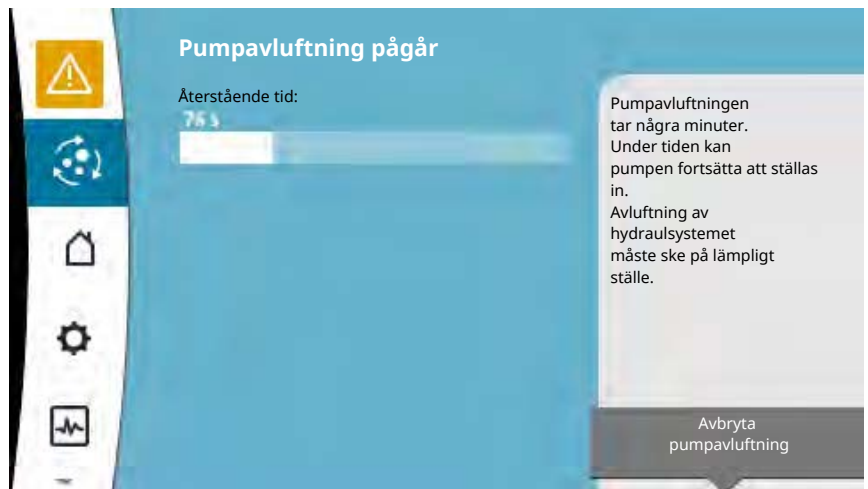 Pumpavluftning pågår
Återstående tid:
76 s
Pumpavluftningen
tar några minuter.
Under tiden kan
pumpen fortsätta att ställas
in.
Avluftning av
hydraulsystemet
måste ske på lämpligt
ställe.
Avbryta
pumpavluftning